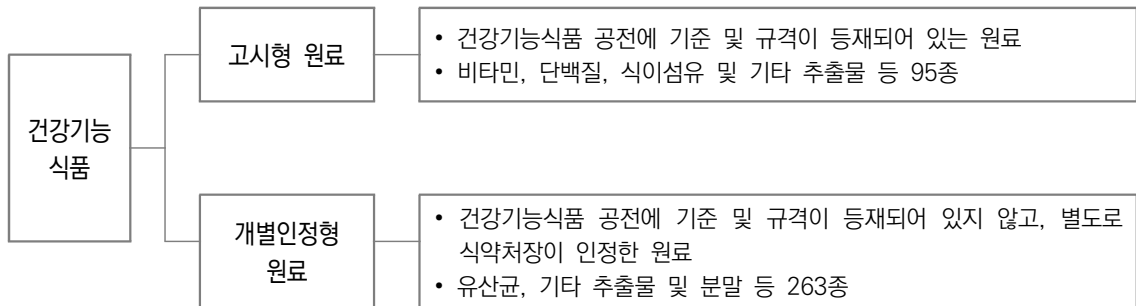 건강기능
식품
고시형 원료
• 건강기능식품 공전에 기준 및 규격이 등재되어 있는 원료
• 비타민, 단백질, 식이섬유 및 기타 추출물 등 95종
개별인정형
원료
• 건강기능식품 공전에 기준 및 규격이 등재되어 있지 않고, 별도로
식약처장이 인정한 원료
• 유산균, 기타 추출물 및 분말 등 263종